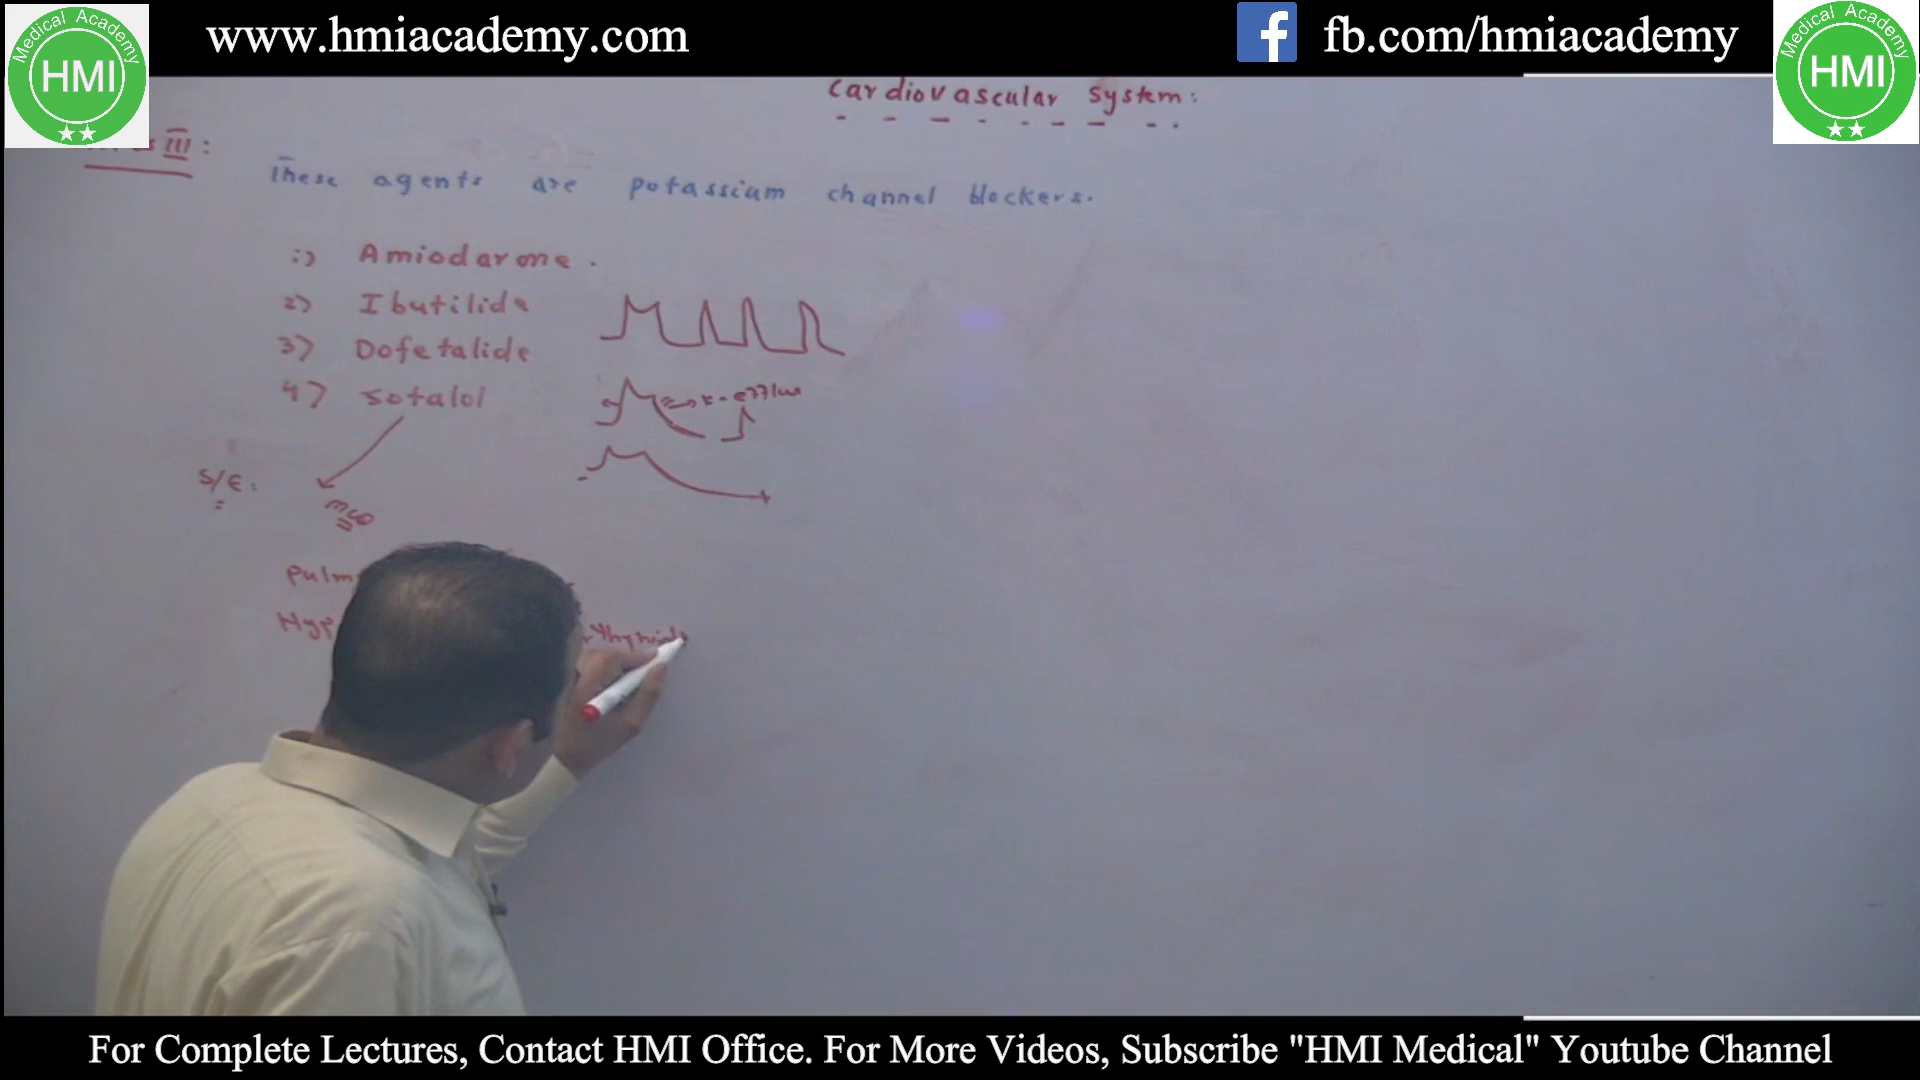 www.hmiacademy.com
fb.com/hmiacademy
Medical Academy
HMI
Medical Academy
HMI
Cardiovascular System:
III:
These agents are potassium channel blockers.
Amiodarone.
2) Ibutilide
3) Dofetalide
4) Sotalol
K- efflux
S/E:
Pulm
Hyp
For Complete Lectures, Contact HMI Office. For More Videos, Subscribe "HMI Medical" Youtube Channel